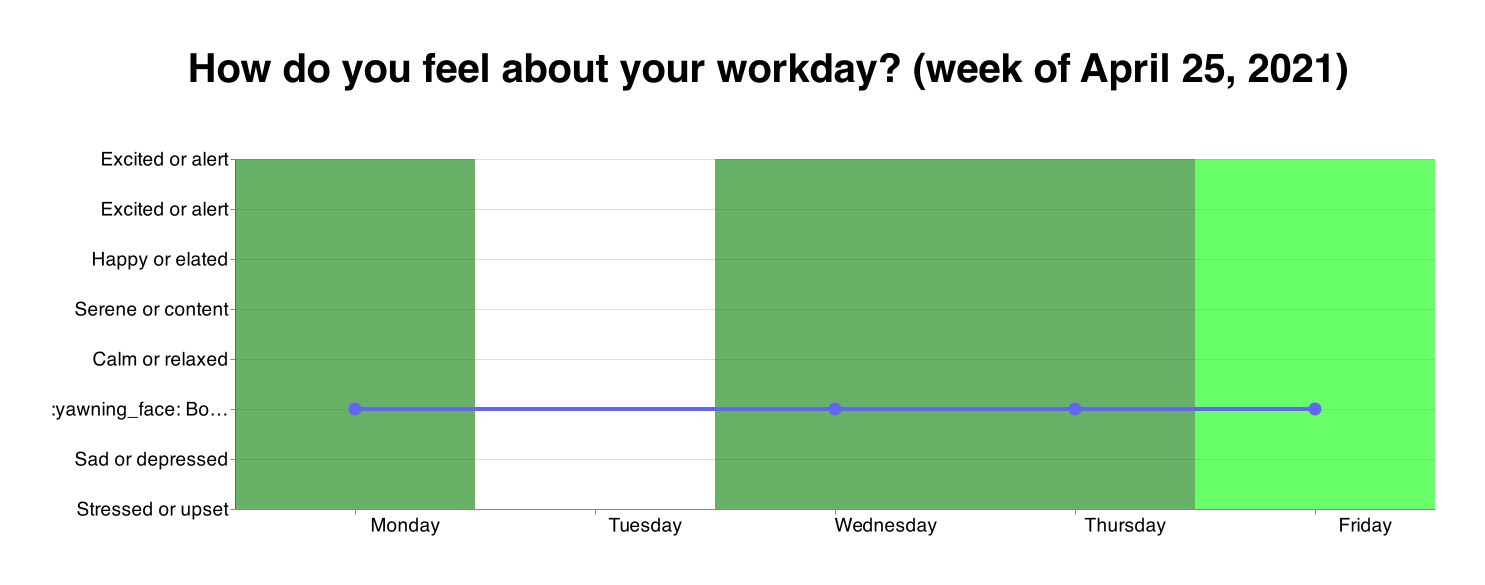 How do you feel about your workday? (week of April 25, 2021)
Excited or alert
Excited or alert
Happy or elated
Serene or content
Calm or relaxed
:yawning_face: Bo…
Sad or depressed
Stressed or upset
Monday Tuesday Wednesday Thursday Friday